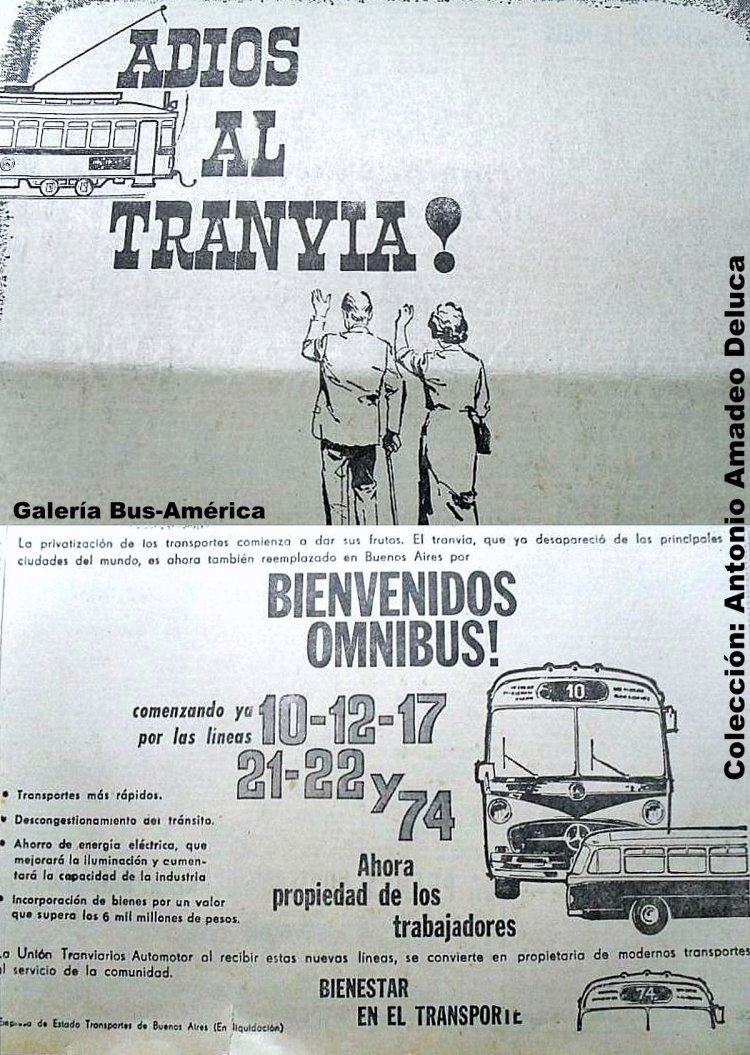 ADIOS
AL
TRANVIA!
Galería Bus-América
Colección: Antonio Amadeo Deluca
La privatización de los transportes comienza a dar sus frutos. El tranvía, que ya desapareció de las principales
ciudades del mundo, es ahora también reemplazado en Buenos Aires por
BIENVENIDOS
OMNIBUS!
comenzando ya
por las lineas
10-12-17
21-22 y
74
10
• Transportes más rápidos.
• Descongestionamiento del tránsito.
• Ahorro de energía eléctrica, que
mejorará la iluminación y aumen-
tará la capacidad de la industria
• Incorporación de bienes por un valor
que supera los 6 mil millones de pesos.
Ahora
propiedad de los
trabajadores
La Unión Tranviarios Automotor al recibir estas nuevas líneas, se convierte en propietaria de modernos transportes
al servicio de la comunidad.
BIENESTAR
EN EL TRANSPORTE
74
Empresa de Estado Transportes de Buenos Aires (En liquidación)